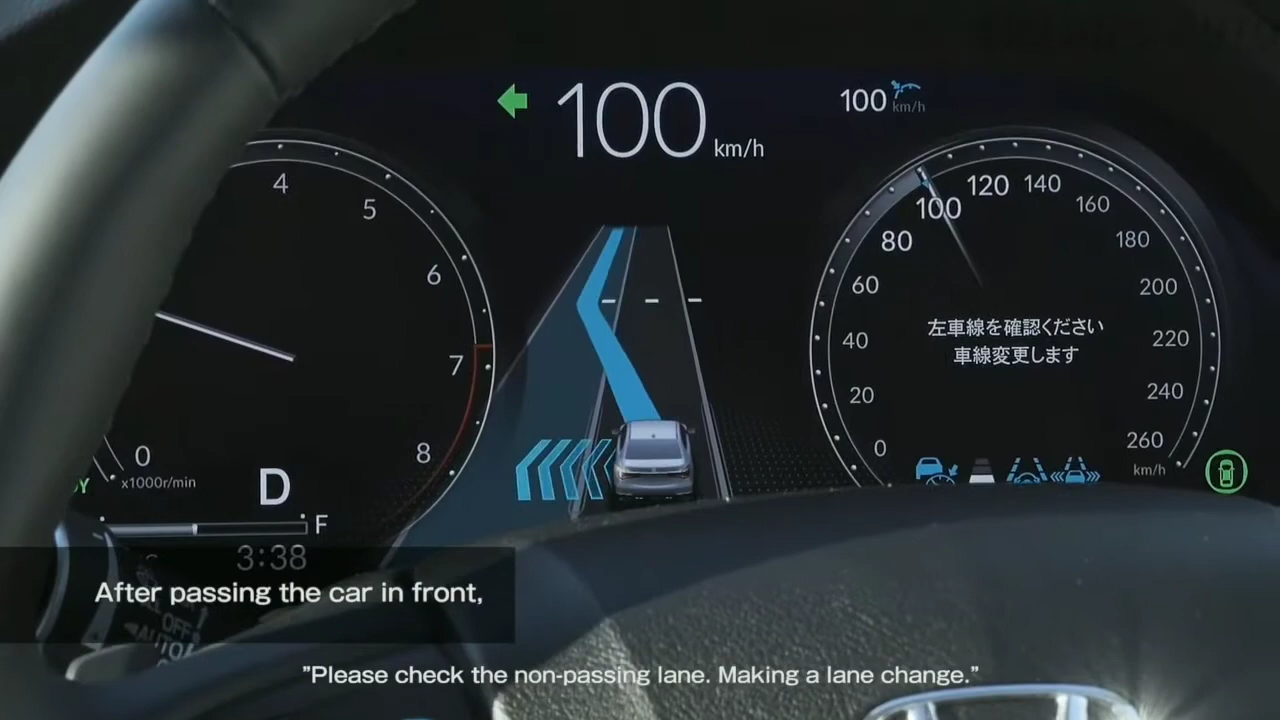 100 km/h
100 km/h
4
5
6
7
8
0
x1000r/min
D
F
3:38
0
20
40
60
80
100
120
140
160
180
200
220
240
260
km/h
左車線を確認ください
車線変更します
OFF
AUTO
After passing the car in front,
"Please check the non-passing lane. Making a lane change."